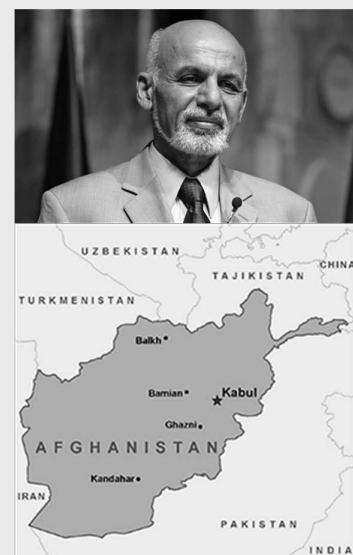 UZBEKISTAN
CHINA
TAJIKISTAN
TURKMENISTAN
Balkh
Bamian
Kabul
Ghazni
AFGHANISTAN
Kandahar
IRAN
PAKISTAN
INDIA